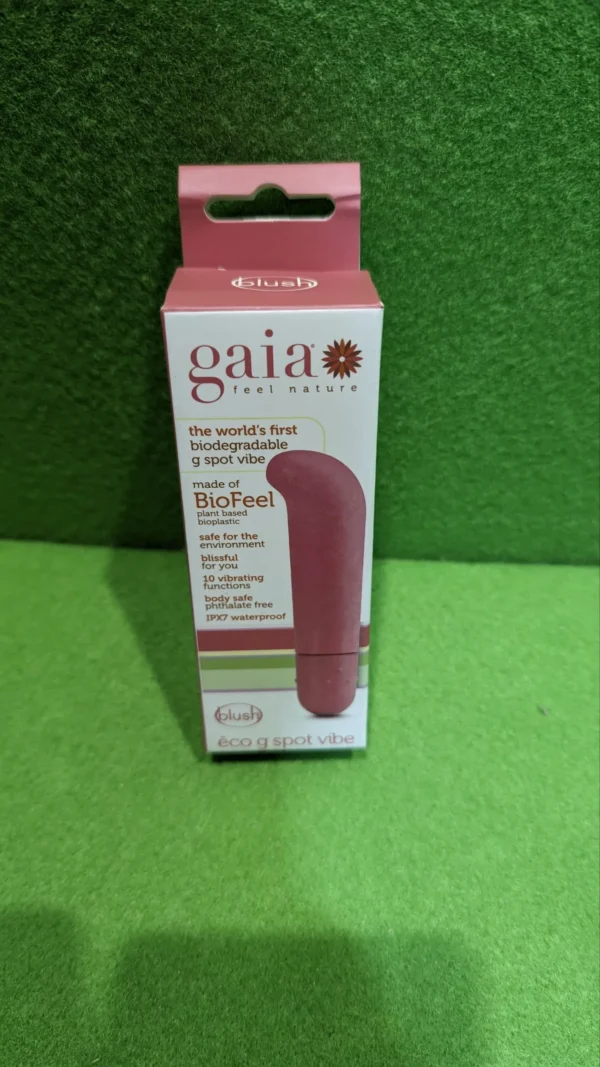 blush
gaia
feel nature
the world's first
biodegradable
g spot vibe
made of
BioFeel
plant based
bioplastic
safe for the
environment
blissful
for you
10 vibrating
functions
body safe
phthalate free
IPX7 waterproof
blush
ēco g spot vibe